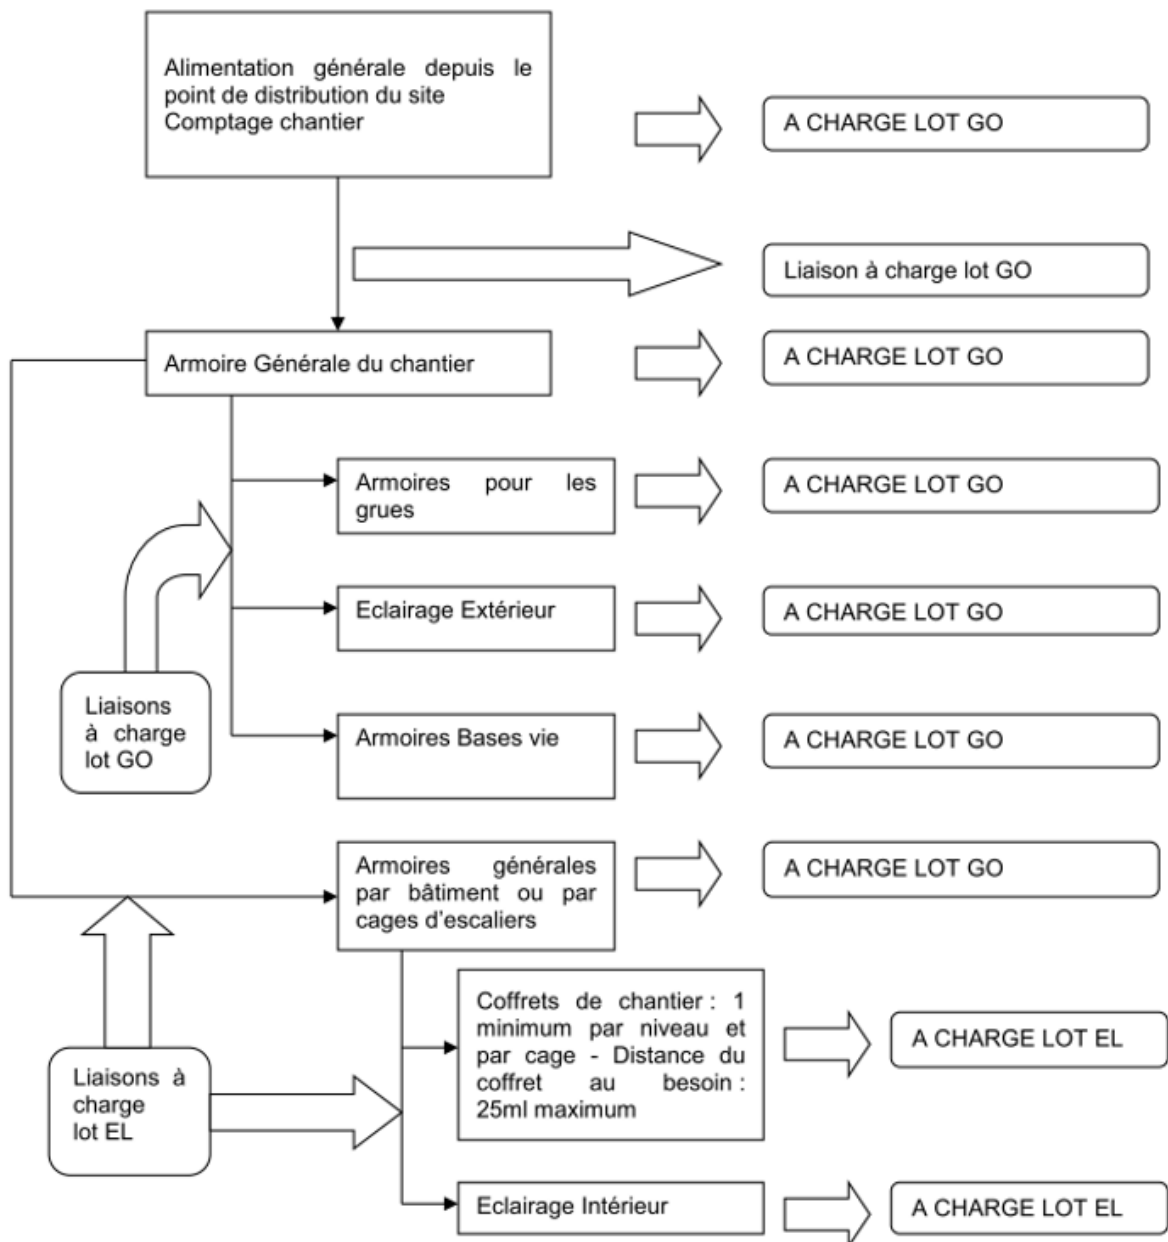 Alimentation générale depuis le
point de distribution du site
Comptage chantier
A CHARGE LOT GO
Liaison à charge lot GO
Armoire Générale du chantier
A CHARGE LOT GO
Armoires pour les
grues
A CHARGE LOT GO
Eclairage Extérieur
A CHARGE LOT GO
Liaisons
à charge
lot GO
Armoires Bases vie
A CHARGE LOT GO
Armoires générales
par bâtiment ou par
cages d'escaliers
A CHARGE LOT GO
Coffrets de chantier : 1
minimum par niveau et
par cage - Distance du
coffret au besoin :
25ml maximum
A CHARGE LOT EL
Liaisons à
charge
lot EL
Eclairage Intérieur
A CHARGE LOT EL